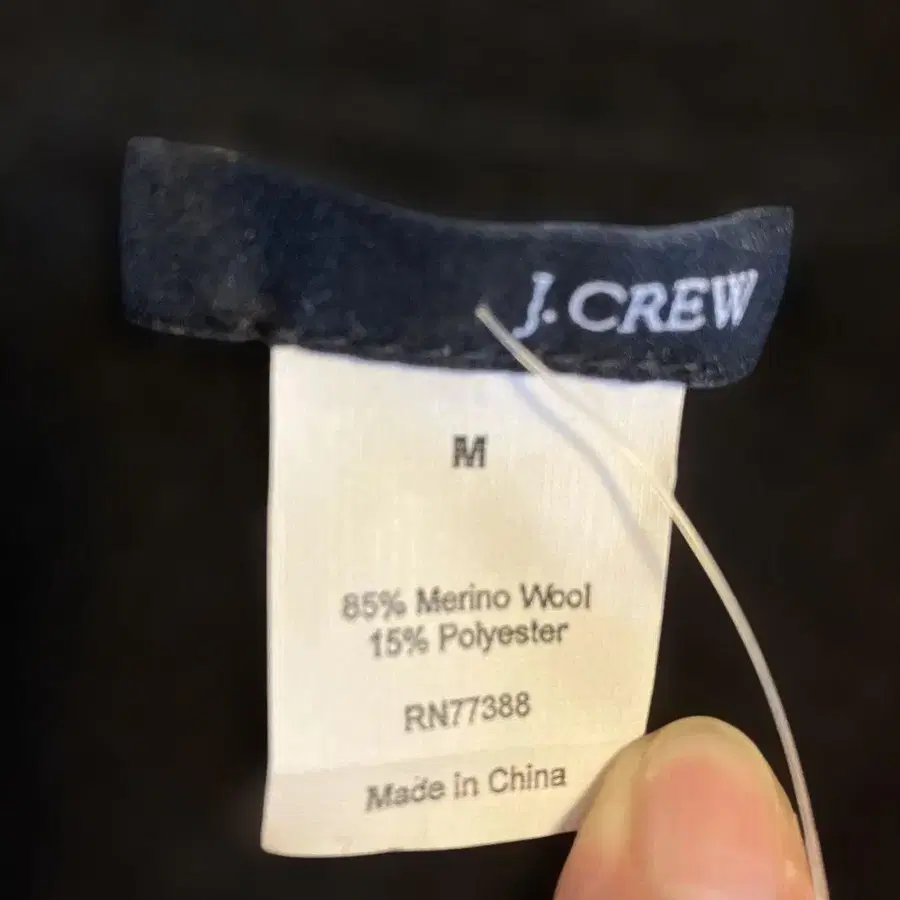 J.CREW
M
85% Merino Wool
15% Polyester
RN77388
Made in China